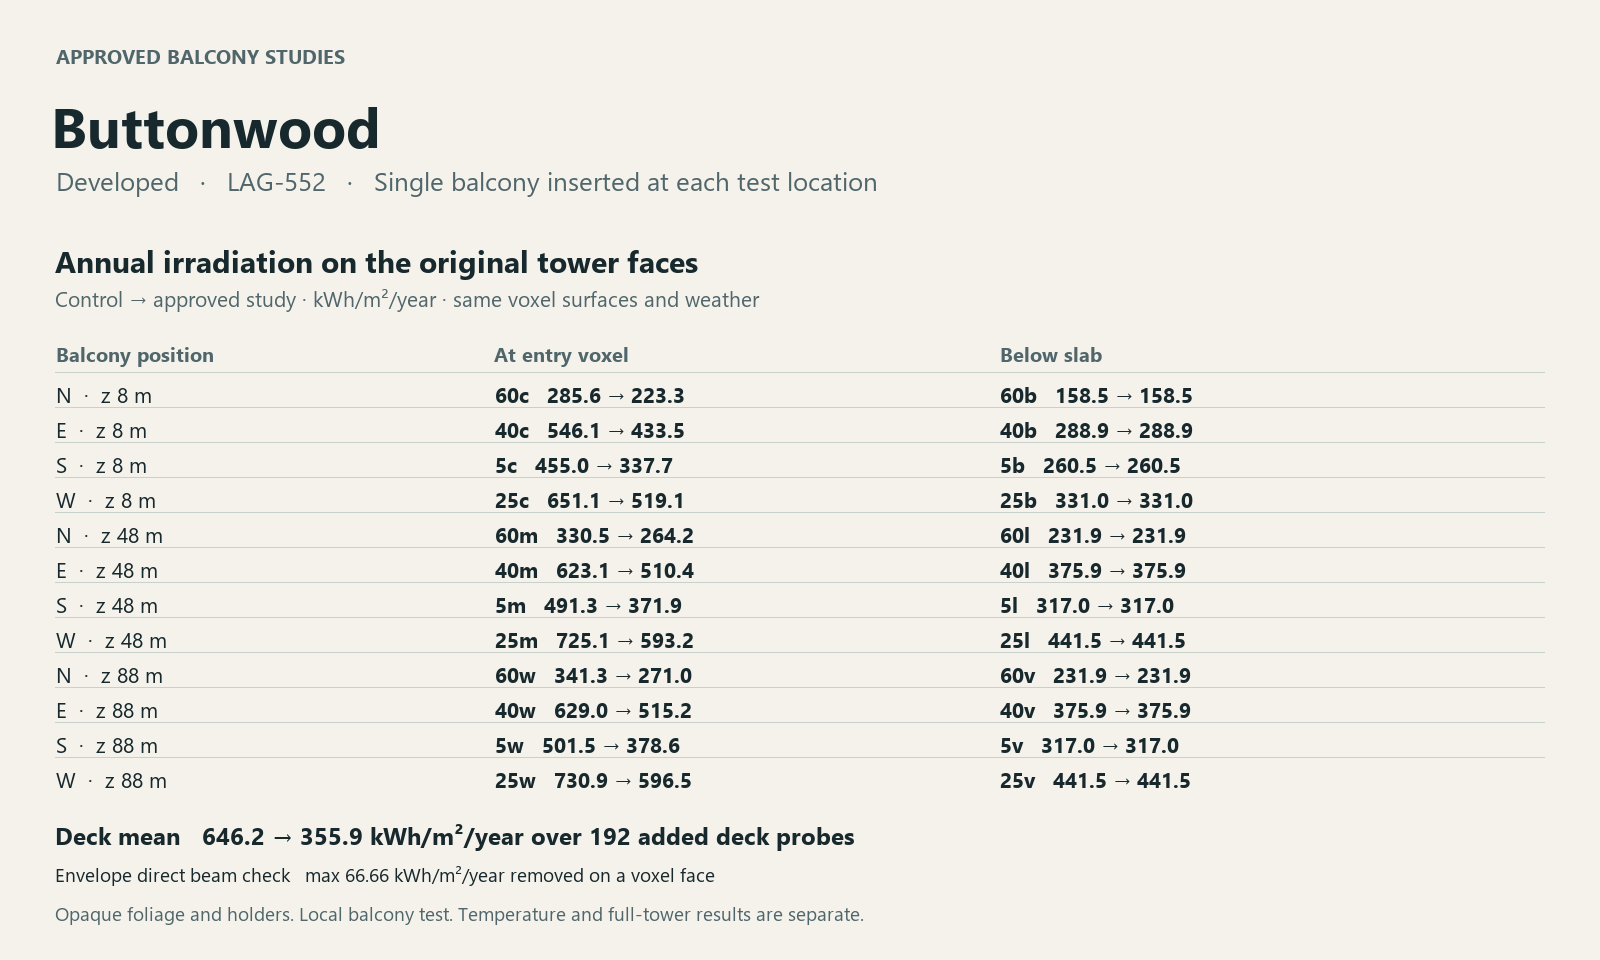 APPROVED BALCONY STUDIES
Buttonwood
Developed · LAG-552 · Single balcony inserted at each test location
Annual irradiation on the original tower faces
Control → approved study · kWh/m²/year · same voxel surfaces and weather
Balcony position At entry voxel Below slab
N · z 8 m 60c 285.6 → 223.3 60b 158.5 → 158.5
E · z 8 m 40c 546.1 → 433.5 40b 288.9 → 288.9
S · z 8 m 5c 455.0 → 337.7 5b 260.5 → 260.5
W · z 8 m 25c 651.1 → 519.1 25b 331.0 → 331.0
N · z 48 m 60m 330.5 → 264.2 60l 231.9 → 231.9
E · z 48 m 40m 623.1 → 510.4 40l 375.9 → 375.9
S · z 48 m 5m 491.3 → 371.9 5l 317.0 → 317.0
W · z 48 m 25m 725.1 → 593.2 25l 441.5 → 441.5
N · z 88 m 60w 341.3 → 271.0 60v 231.9 → 231.9
E · z 88 m 40w 629.0 → 515.2 40v 375.9 → 375.9
S · z 88 m 5w 501.5 → 378.6 5v 317.0 → 317.0
W · z 88 m 25w 730.9 → 596.5 25v 441.5 → 441.5
Deck mean 646.2 → 355.9 kWh/m²/year over 192 added deck probes
Envelope direct beam check max 66.66 kWh/m²/year removed on a voxel face
Opaque foliage and holders. Local balcony test. Temperature and full-tower results are separate.